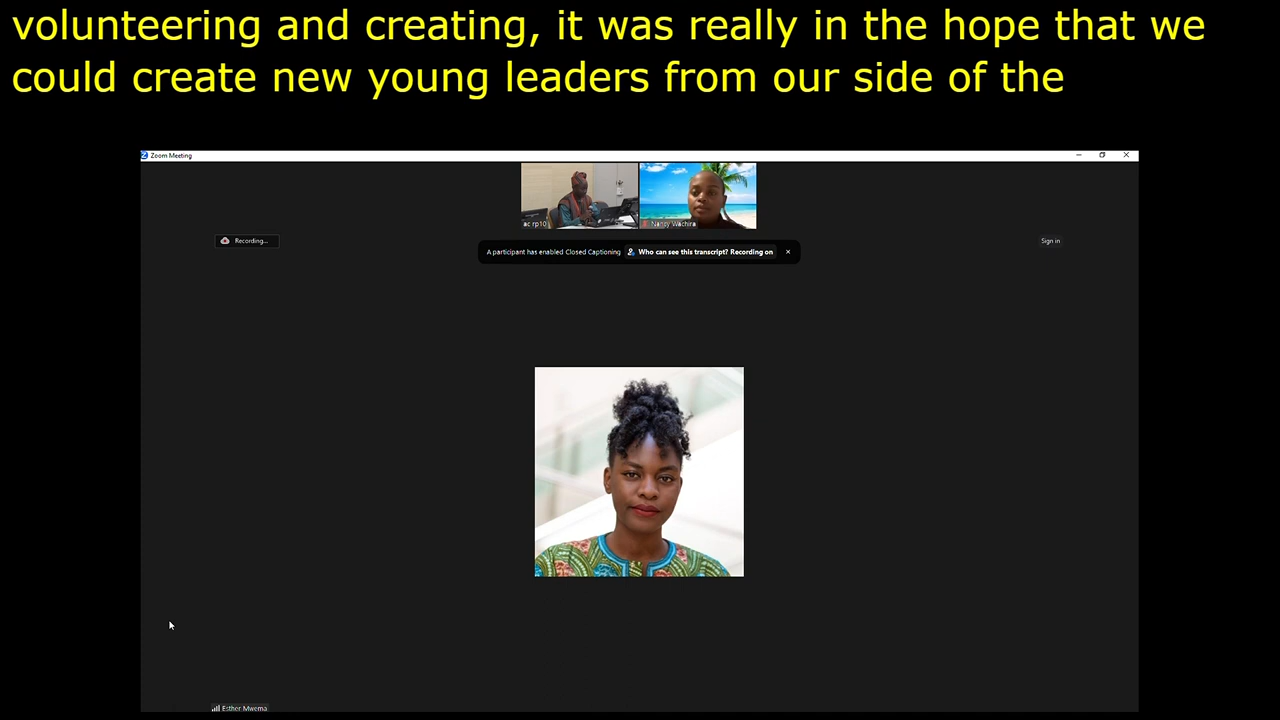 volunteering and creating, it was really in the hope that we
could create new young leaders from our side of the
Zoom Meeting
ac rp10
Nancy Wachira
Recording...
A participant has enabled Closed Captioning Who can see this transcript? Recording on
Sign in
Esther Mwema